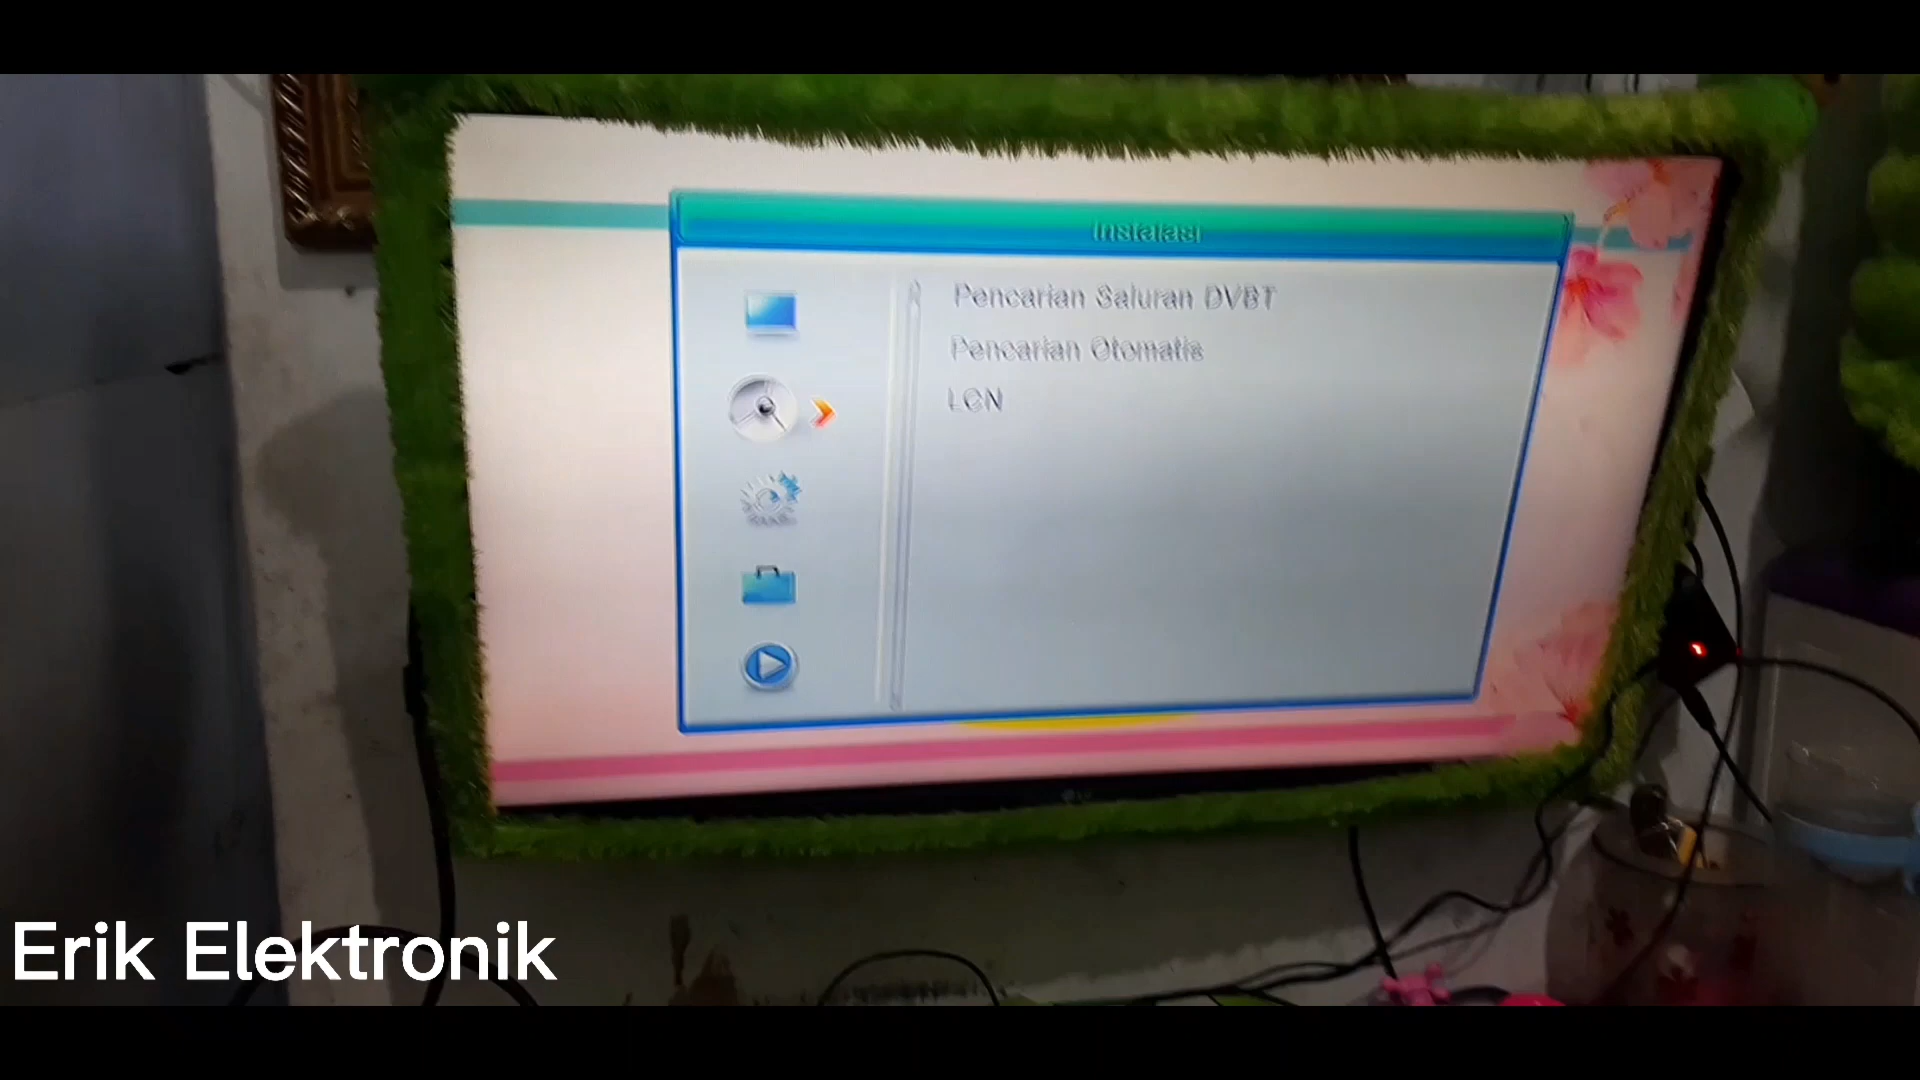 Instalasi
Pencarian Saluran DVBT
Pencarian Otomatis
LCN
Erik Elektronik